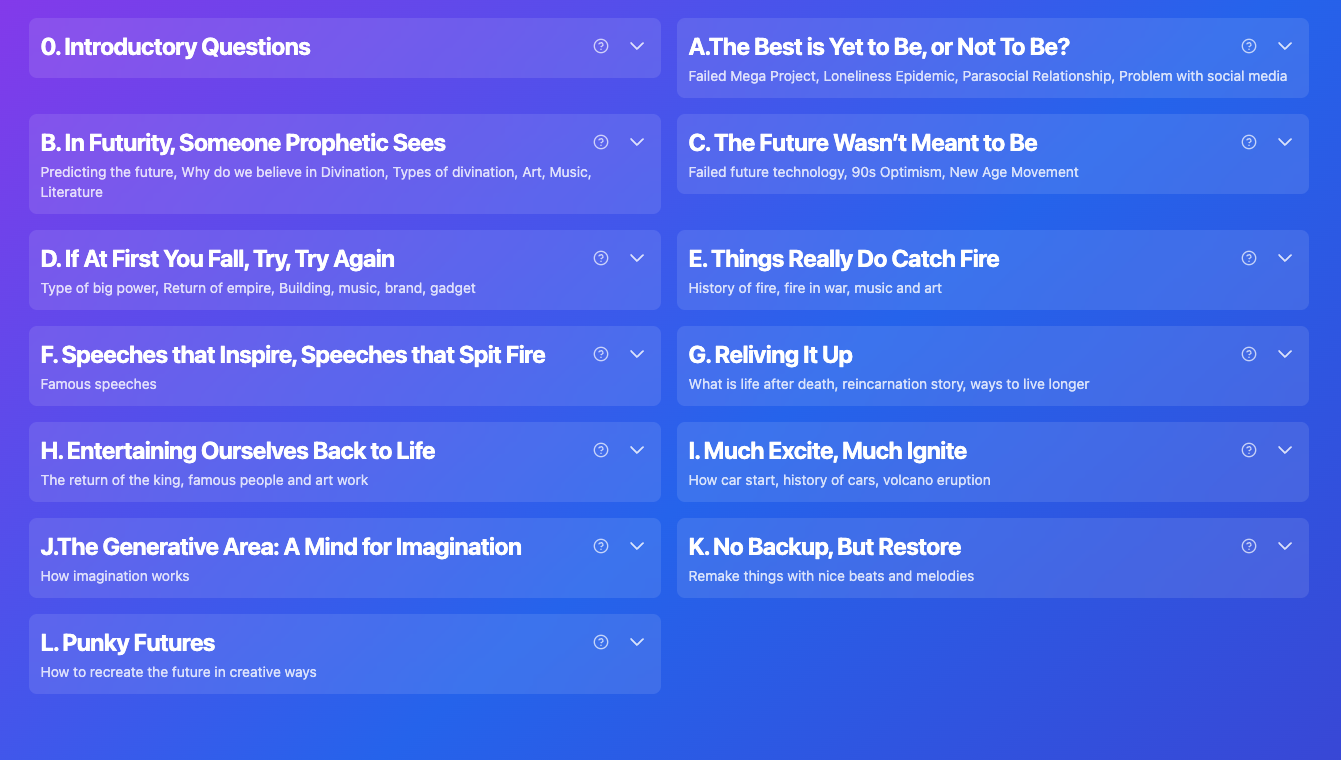 0. Introductory Questions
A.The Best is Yet to Be, or Not To Be?
Failed Mega Project, Loneliness Epidemic, Parasocial Relationship, Problem with social media
B. In Futurity, Someone Prophetic Sees
Predicting the future, Why do we believe in Divination, Types of divination, Art, Music,
Literature
C. The Future Wasn’t Meant to Be
Failed future technology, 90s Optimism, New Age Movement
D. If At First You Fall, Try, Try Again
Type of big power, Return of empire, Building, music, brand, gadget
E. Things Really Do Catch Fire
History of fire, fire in war, music and art
F. Speeches that Inspire, Speeches that Spit Fire
Famous speeches
G. Reliving It Up
What is life after death, reincarnation story, ways to live longer
H. Entertaining Ourselves Back to Life
The return of the king, famous people and art work
I. Much Excite, Much Ignite
How car start, history of cars, volcano eruption
J.The Generative Area: A Mind for Imagination
How imagination works
K. No Backup, But Restore
Remake things with nice beats and melodies
L. Punky Futures
How to recreate the future in creative ways